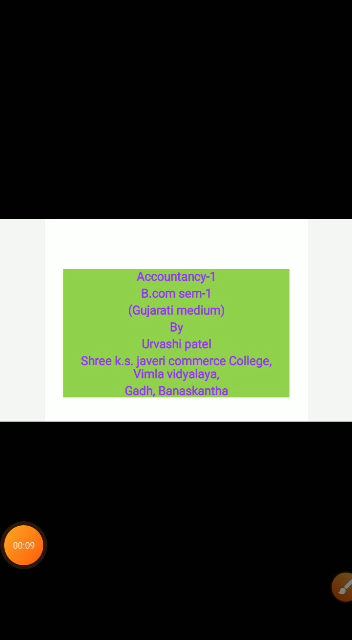 Accountancy-1
B.com sem-1
(Gujarati medium)
By
Urvashi patel
Shree k.s. javeri commerce College,
Vimla vidyalaya,
Gadh, Banaskantha
00:09